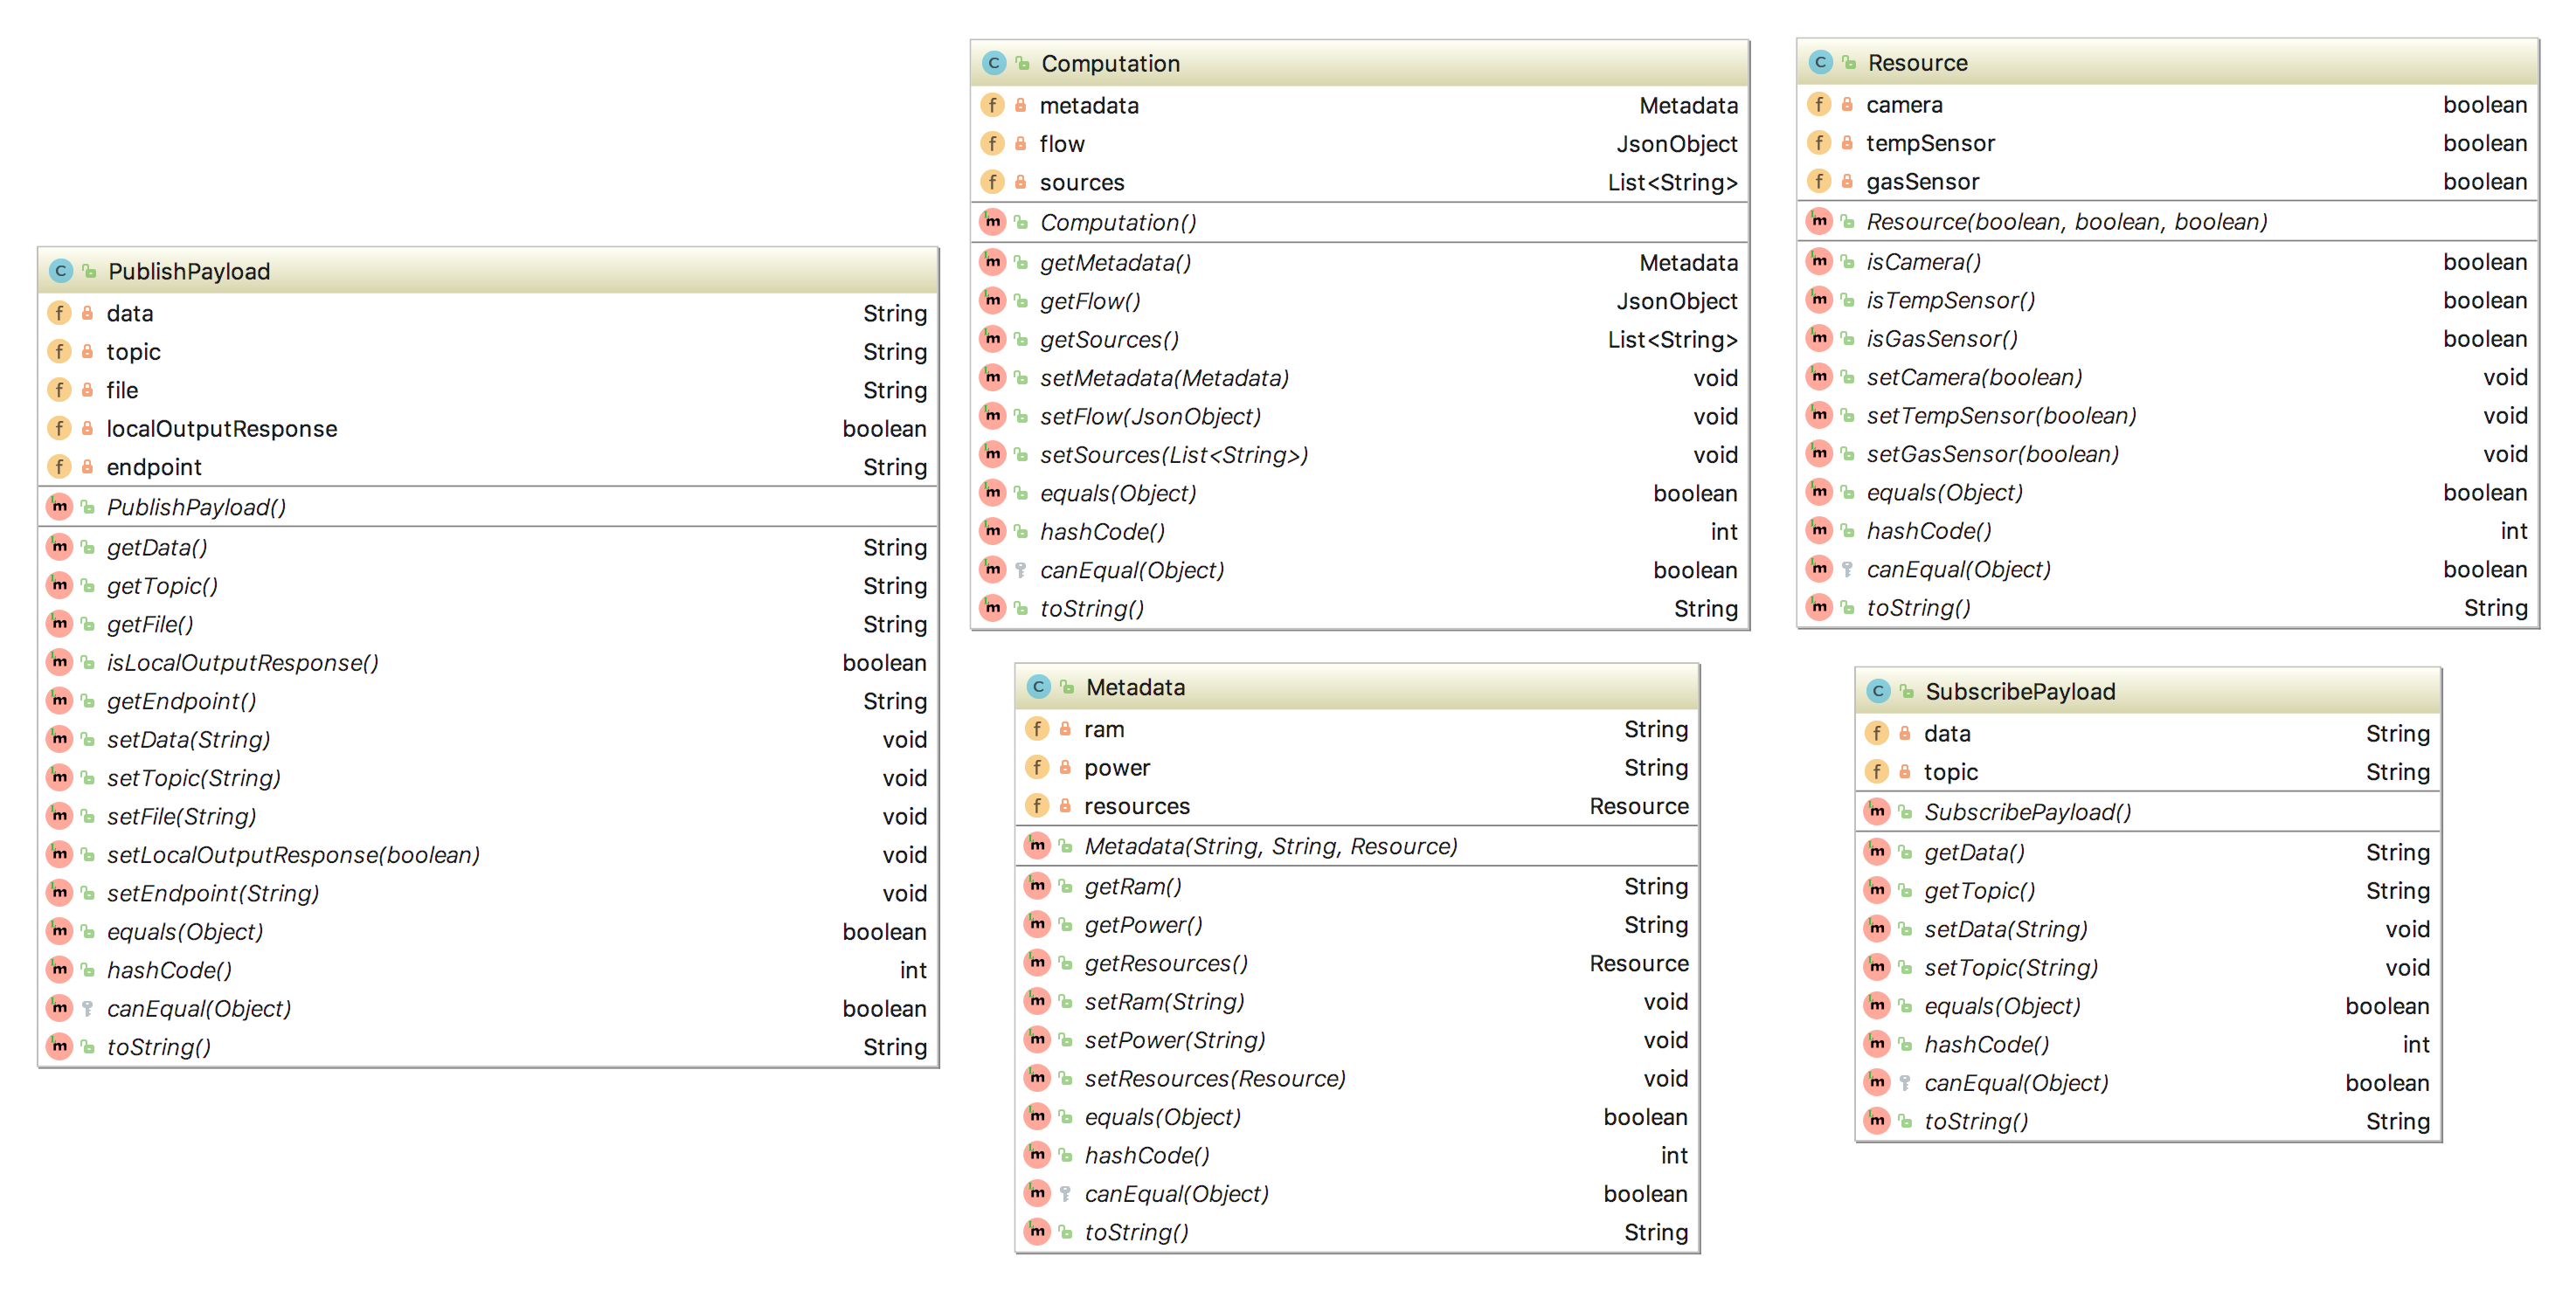 PublishPayload
data String
topic String
file String
localOutputResponse boolean
endpoint String
PublishPayload()
getData() String
getTopic() String
getFile() String
isLocalOutputResponse() boolean
getEndpoint() String
setData(String) void
setTopic(String) void
setFile(String) void
setLocalOutputResponse(boolean) void
setEndpoint(String) void
equals(Object) boolean
hashCode() int
canEqual(Object) boolean
toString() String
Computation
metadata Metadata
flow JsonObject
sources List<String>
Computation()
getMetadata() Metadata
getFlow() JsonObject
getSources() List<String>
setMetadata(Metadata) void
setFlow(JsonObject) void
setSources(List<String>) void
equals(Object) boolean
hashCode() int
canEqual(Object) boolean
toString() String
Resource
camera boolean
tempSensor boolean
gasSensor boolean
Resource(boolean, boolean, boolean)
isCamera() boolean
isTempSensor() boolean
isGasSensor() boolean
setCamera(boolean) void
setTempSensor(boolean) void
setGasSensor(boolean) void
equals(Object) boolean
hashCode() int
canEqual(Object) boolean
toString() String
Metadata
ram String
power String
resources Resource
Metadata(String, String, Resource)
getRam() String
getPower() String
getResources() Resource
setRam(String) void
setPower(String) void
setResources(Resource) void
equals(Object) boolean
hashCode() int
canEqual(Object) boolean
toString() String
SubscribePayload
data String
topic String
SubscribePayload()
getData() String
getTopic() String
setData(String) void
setTopic(String) void
equals(Object) boolean
hashCode() int
canEqual(Object) boolean
toString() String